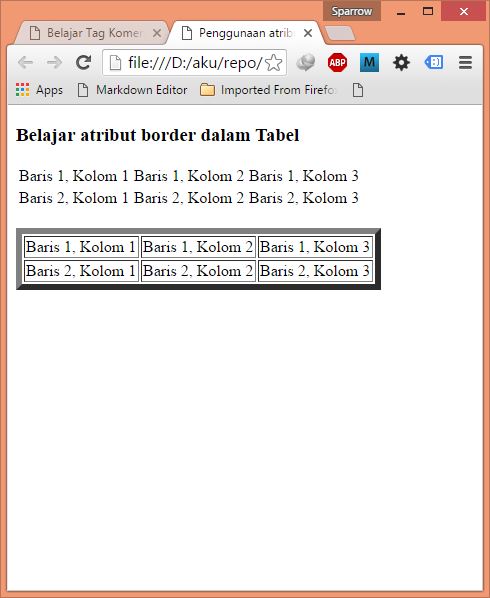 Sparrow
Belajar Tag Komen
Penggunaan atrib
file:///D:/aku/repo/
ABP
M
Apps Markdown Editor Imported From Firefo
Belajar atribut border dalam Tabel
Baris 1, Kolom 1 Baris 1, Kolom 2 Baris 1, Kolom 3
Baris 2, Kolom 1 Baris 2, Kolom 2 Baris 2, Kolom 3
Baris 1, Kolom 1 Baris 1, Kolom 2 Baris 1, Kolom 3
Baris 2, Kolom 1 Baris 2, Kolom 2 Baris 2, Kolom 3